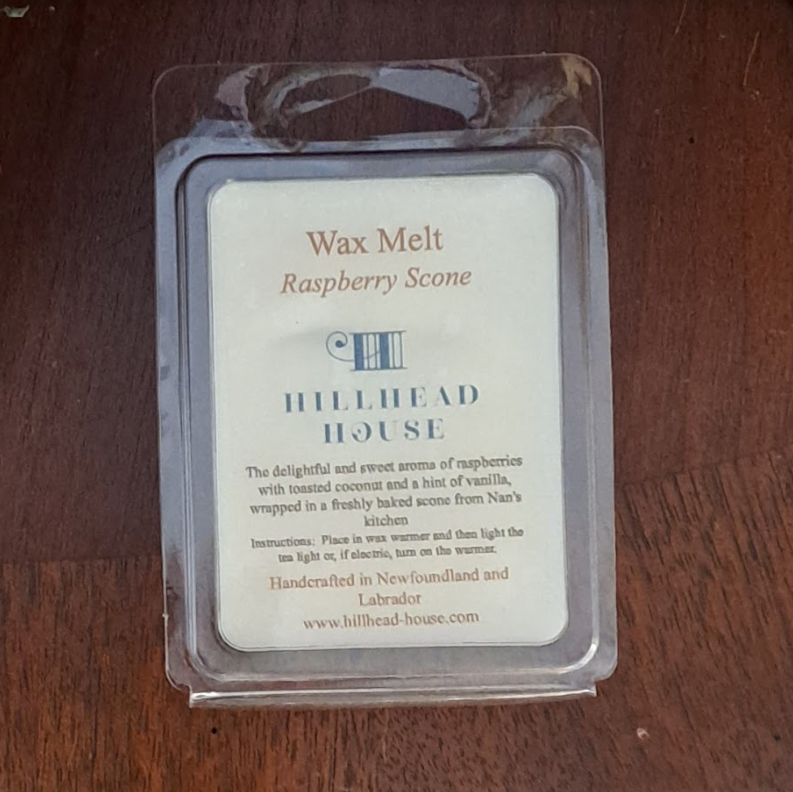 Wax Melt
Raspberry Scone
HILLHEAD
HOUSE
The delightful and sweet aroma of raspberries
with toasted coconut and a hint of vanilla,
wrapped in a freshly baked scone from Nan's
kitchen
Instructions: Place in wax warmer and then light the
tea light or, if electric, turn on the warmer.
Handcrafted in Newfoundland and
Labrador
www.hillhead-house.com